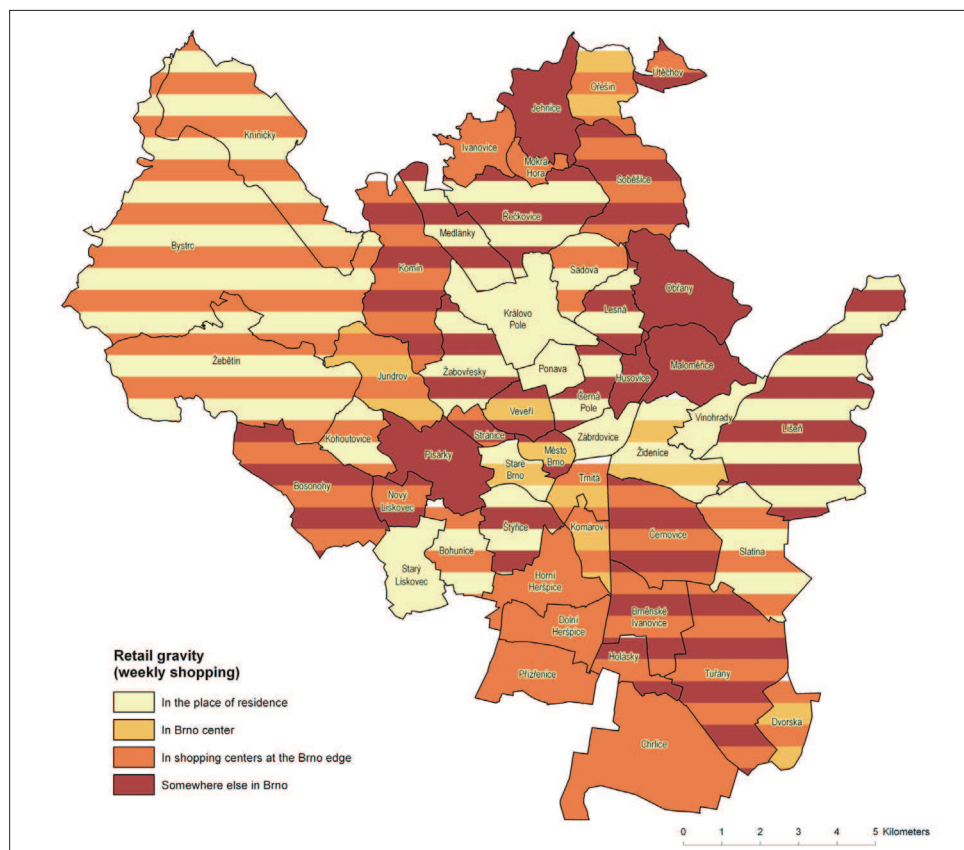 Útěchov
Ořešín
Jehnice
Kníničky
Ivanovice
Mokrá
Hora
Soběšice
Řečkovice
Medlánky
Bystrc
Komín
Sadová
Obřany
Lesná
Královo
Pole
Žebětín
Jundrov
Žabovřesky
Ponava
Husovice
Maloměřice
Černá
Pole
Veveří
Vinohrady
Líšeň
Kohoutovice
Stránice
Zábrdovice
Židenice
Město
Brno
Pisárky
Staré
Brno
Trnitá
Bosonohy
Nový
Lískovec
Štýřice
Komárov
Černovice
Slatina
Bohunice
Starý
Lískovec
Horní
Heršpice
Dolní
Heršpice
Brněnské
Ivanovice
Holásky
Přízřenice
Tuřany
Dvorska
Chrlice
Retail gravity
(weekly shopping)
In the place of residence
In Brno center
In shopping centers at the Brno edge
Somewhere else in Brno
0 1 2 3 4 5 Kilometers